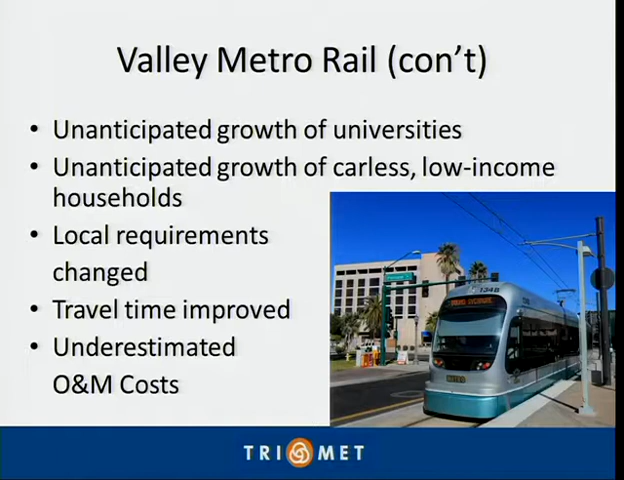 Valley Metro Rail (con't)
• Unanticipated growth of universities
• Unanticipated growth of carless, low-income
households
• Local requirements
changed
• Travel time improved
• Underestimated
O&M Costs
TRI MET